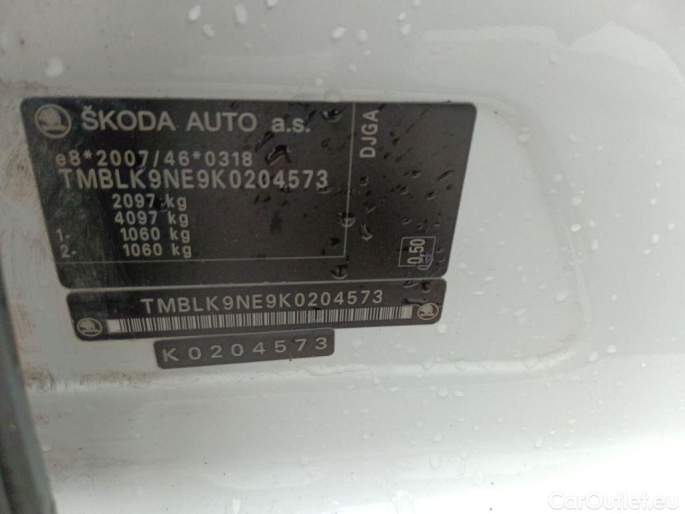 ŠKODA AUTO a.s.
e8*2007/46*0318
TMBLK9NE9K0204573
2097 kg
4097 kg
1- 1060 kg
2- 1060 kg
DJGA
0.50
TMBLK9NE9K0204573
K0204573
CarOutlet.eu